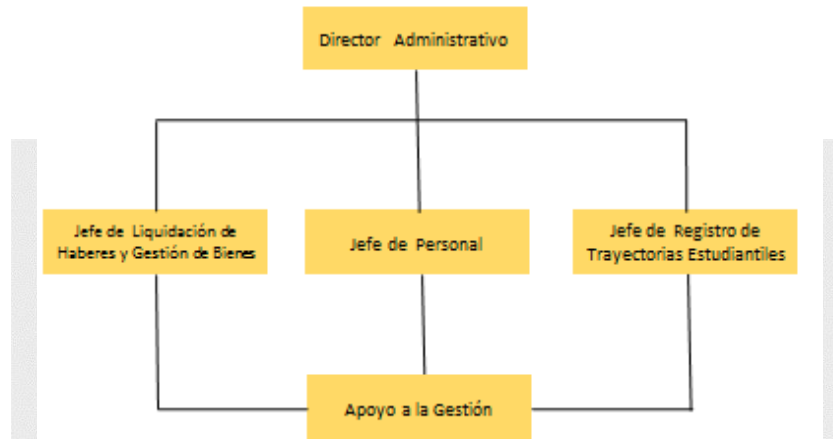 Director Administrativo
Jefe de Liquidación de
Haberes y Gestión de Bienes
Jefe de Personal
Jefe de Registro de
Trayectorias Estudiantiles
Apoyo a la Gestión